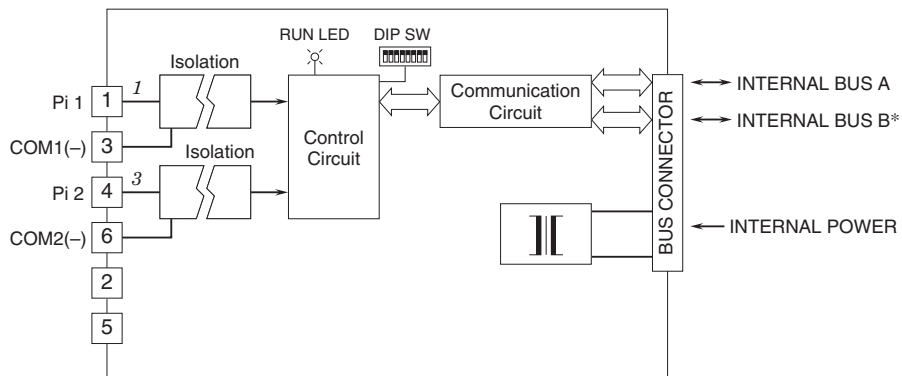 RUN LED
DIP SW
Isolation
Pi 1
1
1
COM1(–)
3
Isolation
Pi 2
4
3
COM2(–)
6
2
5
Control
Circuit
Communication
Circuit
BUS CONNECTOR
INTERNAL BUS A
INTERNAL BUS B*
INTERNAL POWER